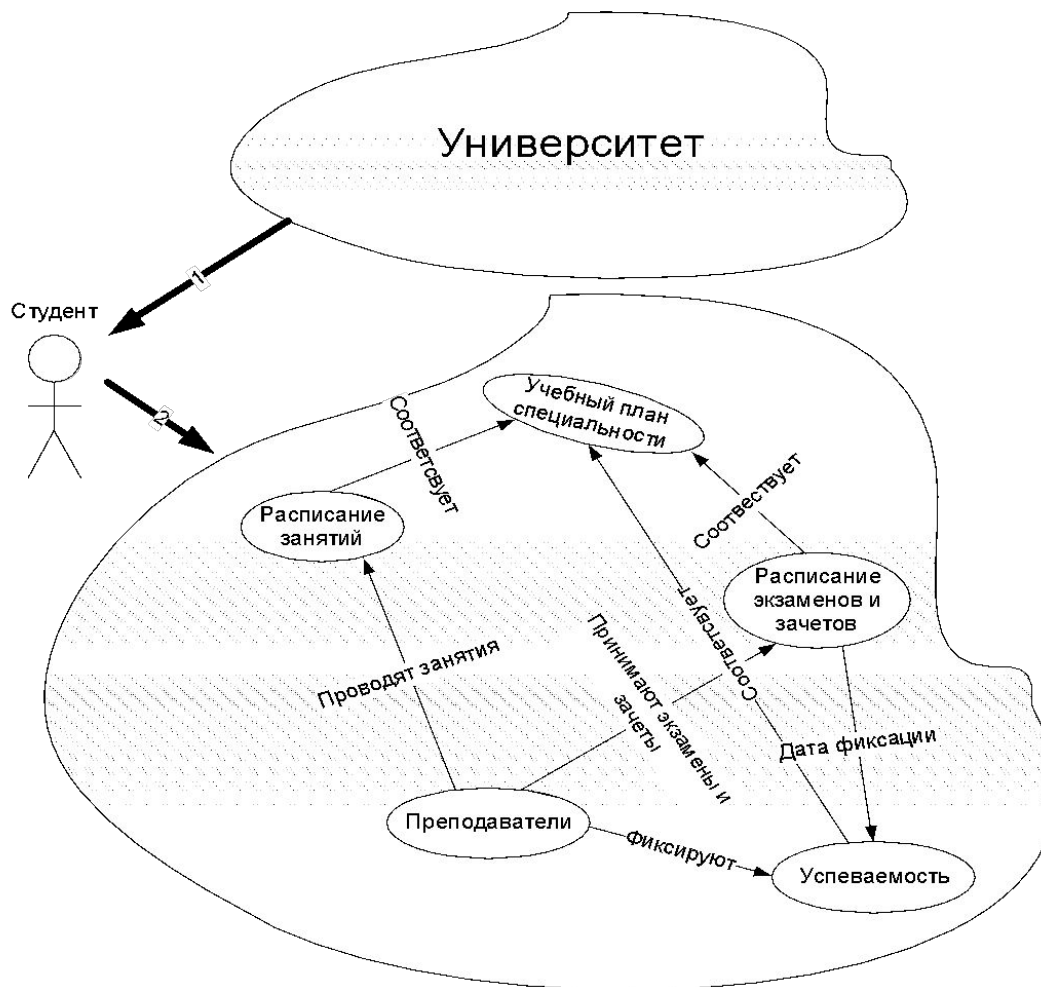 Университет
1
Студент
2
Учебный план
специальности
Соответсвует
Соотвествует
Расписание
занятий
Расписание
экзаменов и
зачетов
Соответсвует
Проводят занятия
Принимают экзамены и
зачеты
Дата фиксации
Преподаватели
Фиксируют
Успеваемость